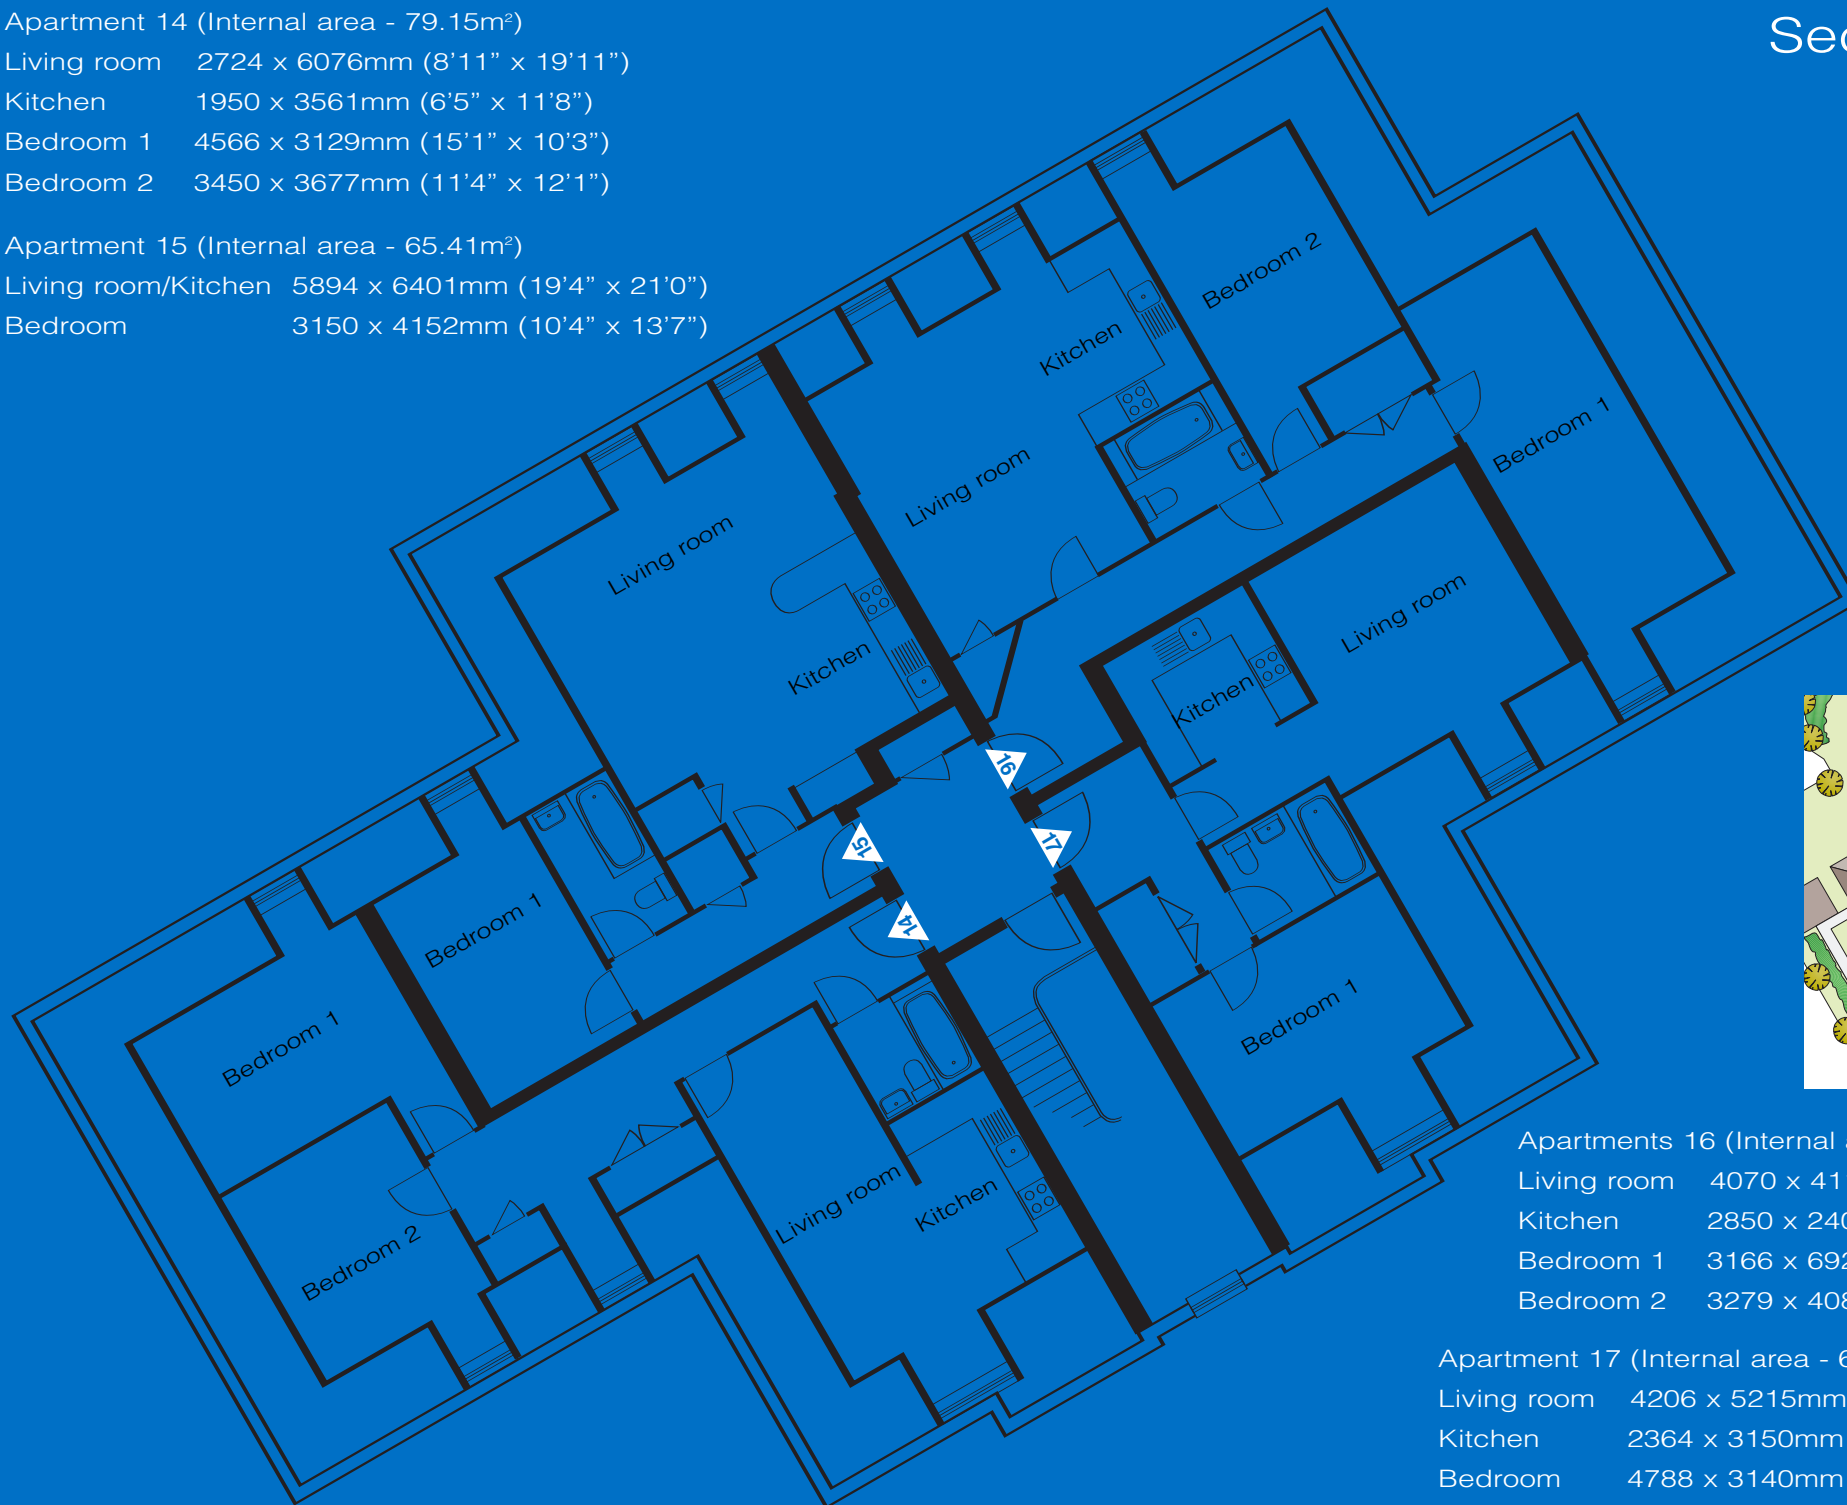 Apartment 14 (Internal area - 79.15m²)
Living room 2724 x 6076mm (8’11” x 19’11”)
Kitchen 1950 x 3561mm (6’5” x 11’8”)
Bedroom 1 4566 x 3129mm (15’1” x 10’3”)
Bedroom 2 3450 x 3677mm (11’4” x 12’1”)
Apartment 15 (Internal area - 65.41m²)
Living room/Kitchen 5894 x 6401mm (19’4” x 21’0”)
Bedroom 3150 x 4152mm (10’4” x 13’7”)
Bedroom 2
Kitchen
Bedroom 1
Living room
Living room
Living room
Kitchen
Kitchen
16
17
15
14
Bedroom 1
Bedroom 1
Bedroom 1
Living room
Kitchen
Bedroom 2
Apartments 16 (Internal
Living room 4070 x 41
Kitchen 2850 x 240
Bedroom 1 3166 x 692
Bedroom 2 3279 x 408
Apartment 17 (Internal area - 6
Living room 4206 x 5215mm
Kitchen 2364 x 3150mm
Bedroom 4788 x 3140mm